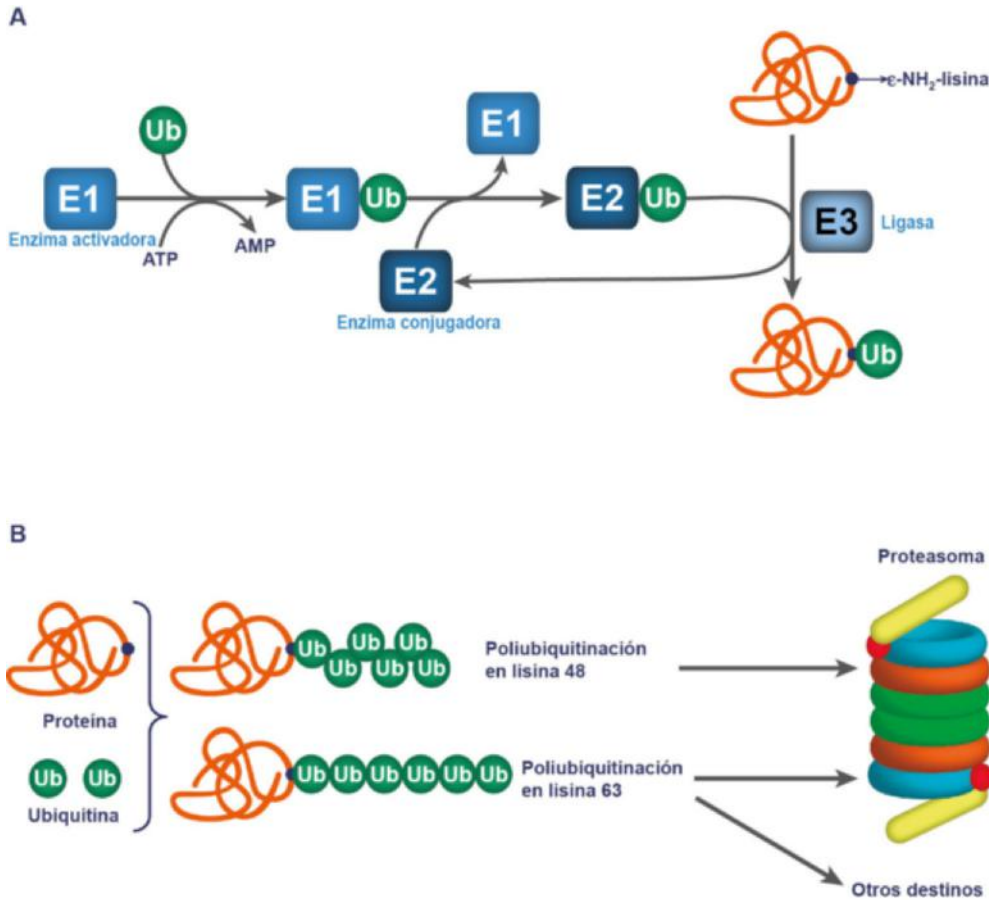 A
Ub
E1
Enzima activadora
ATP
AMP
E1 Ub
E1
E2
Enzima conjugadora
E2 Ub
ε-NH2-lisina
E3
Ligasa
Ub
B
Proteína
Ub Ub
Ubiquitina
Ub Ub Ub Ub Ub Ub
Poliubiquitinación
en lisina 48
Ub Ub Ub Ub Ub Ub
Poliubiquitinación
en lisina 63
Proteasoma
Otros destinos